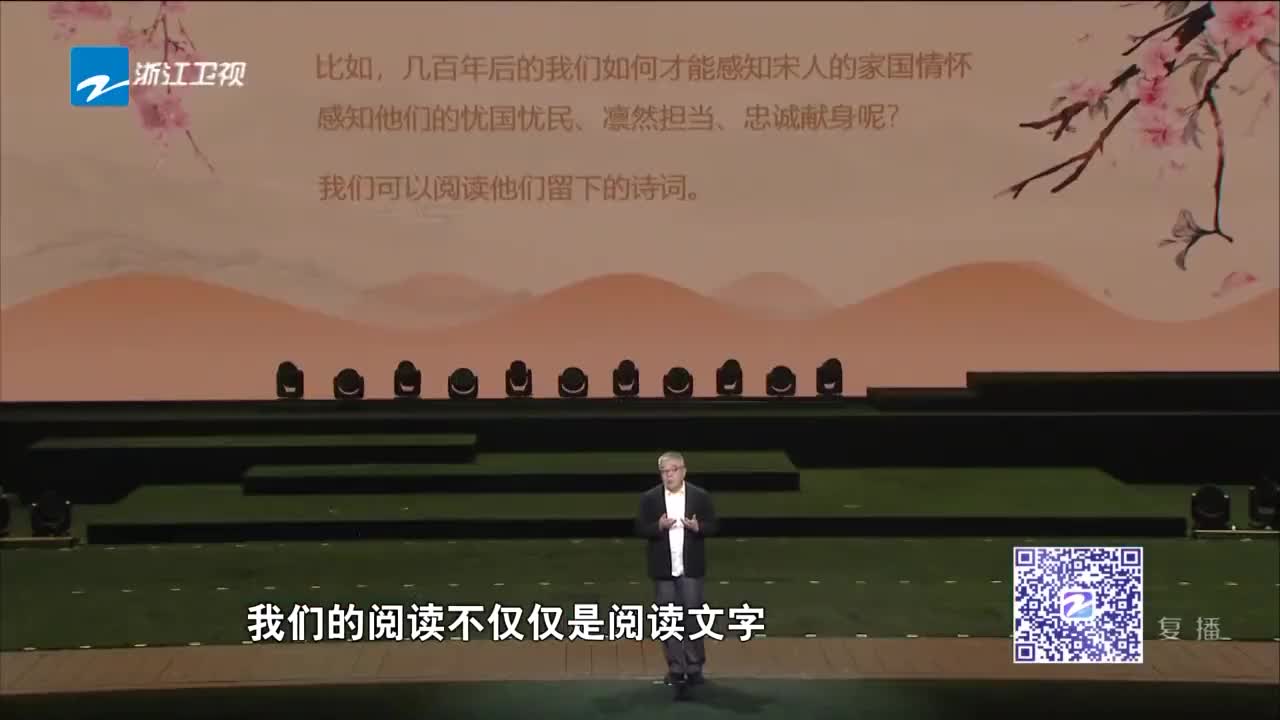 浙江卫视
比如，几百年后的我们如何才能感知宋人的家国情怀
感知他们的忧国忧民、凛然担当、忠诚献身呢？
我们可以阅读他们留下的诗词。
我们的阅读不仅仅是阅读文字
复播